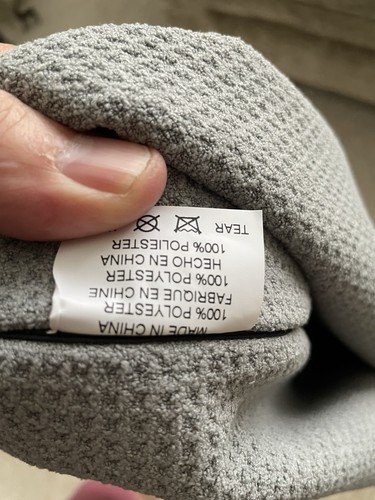 MADE IN CHINA
100% POLYESTER
FABRIQUE EN CHINE
100% POLYESTER
HECHO EN CHINA
100% POLIESTER
TEAR